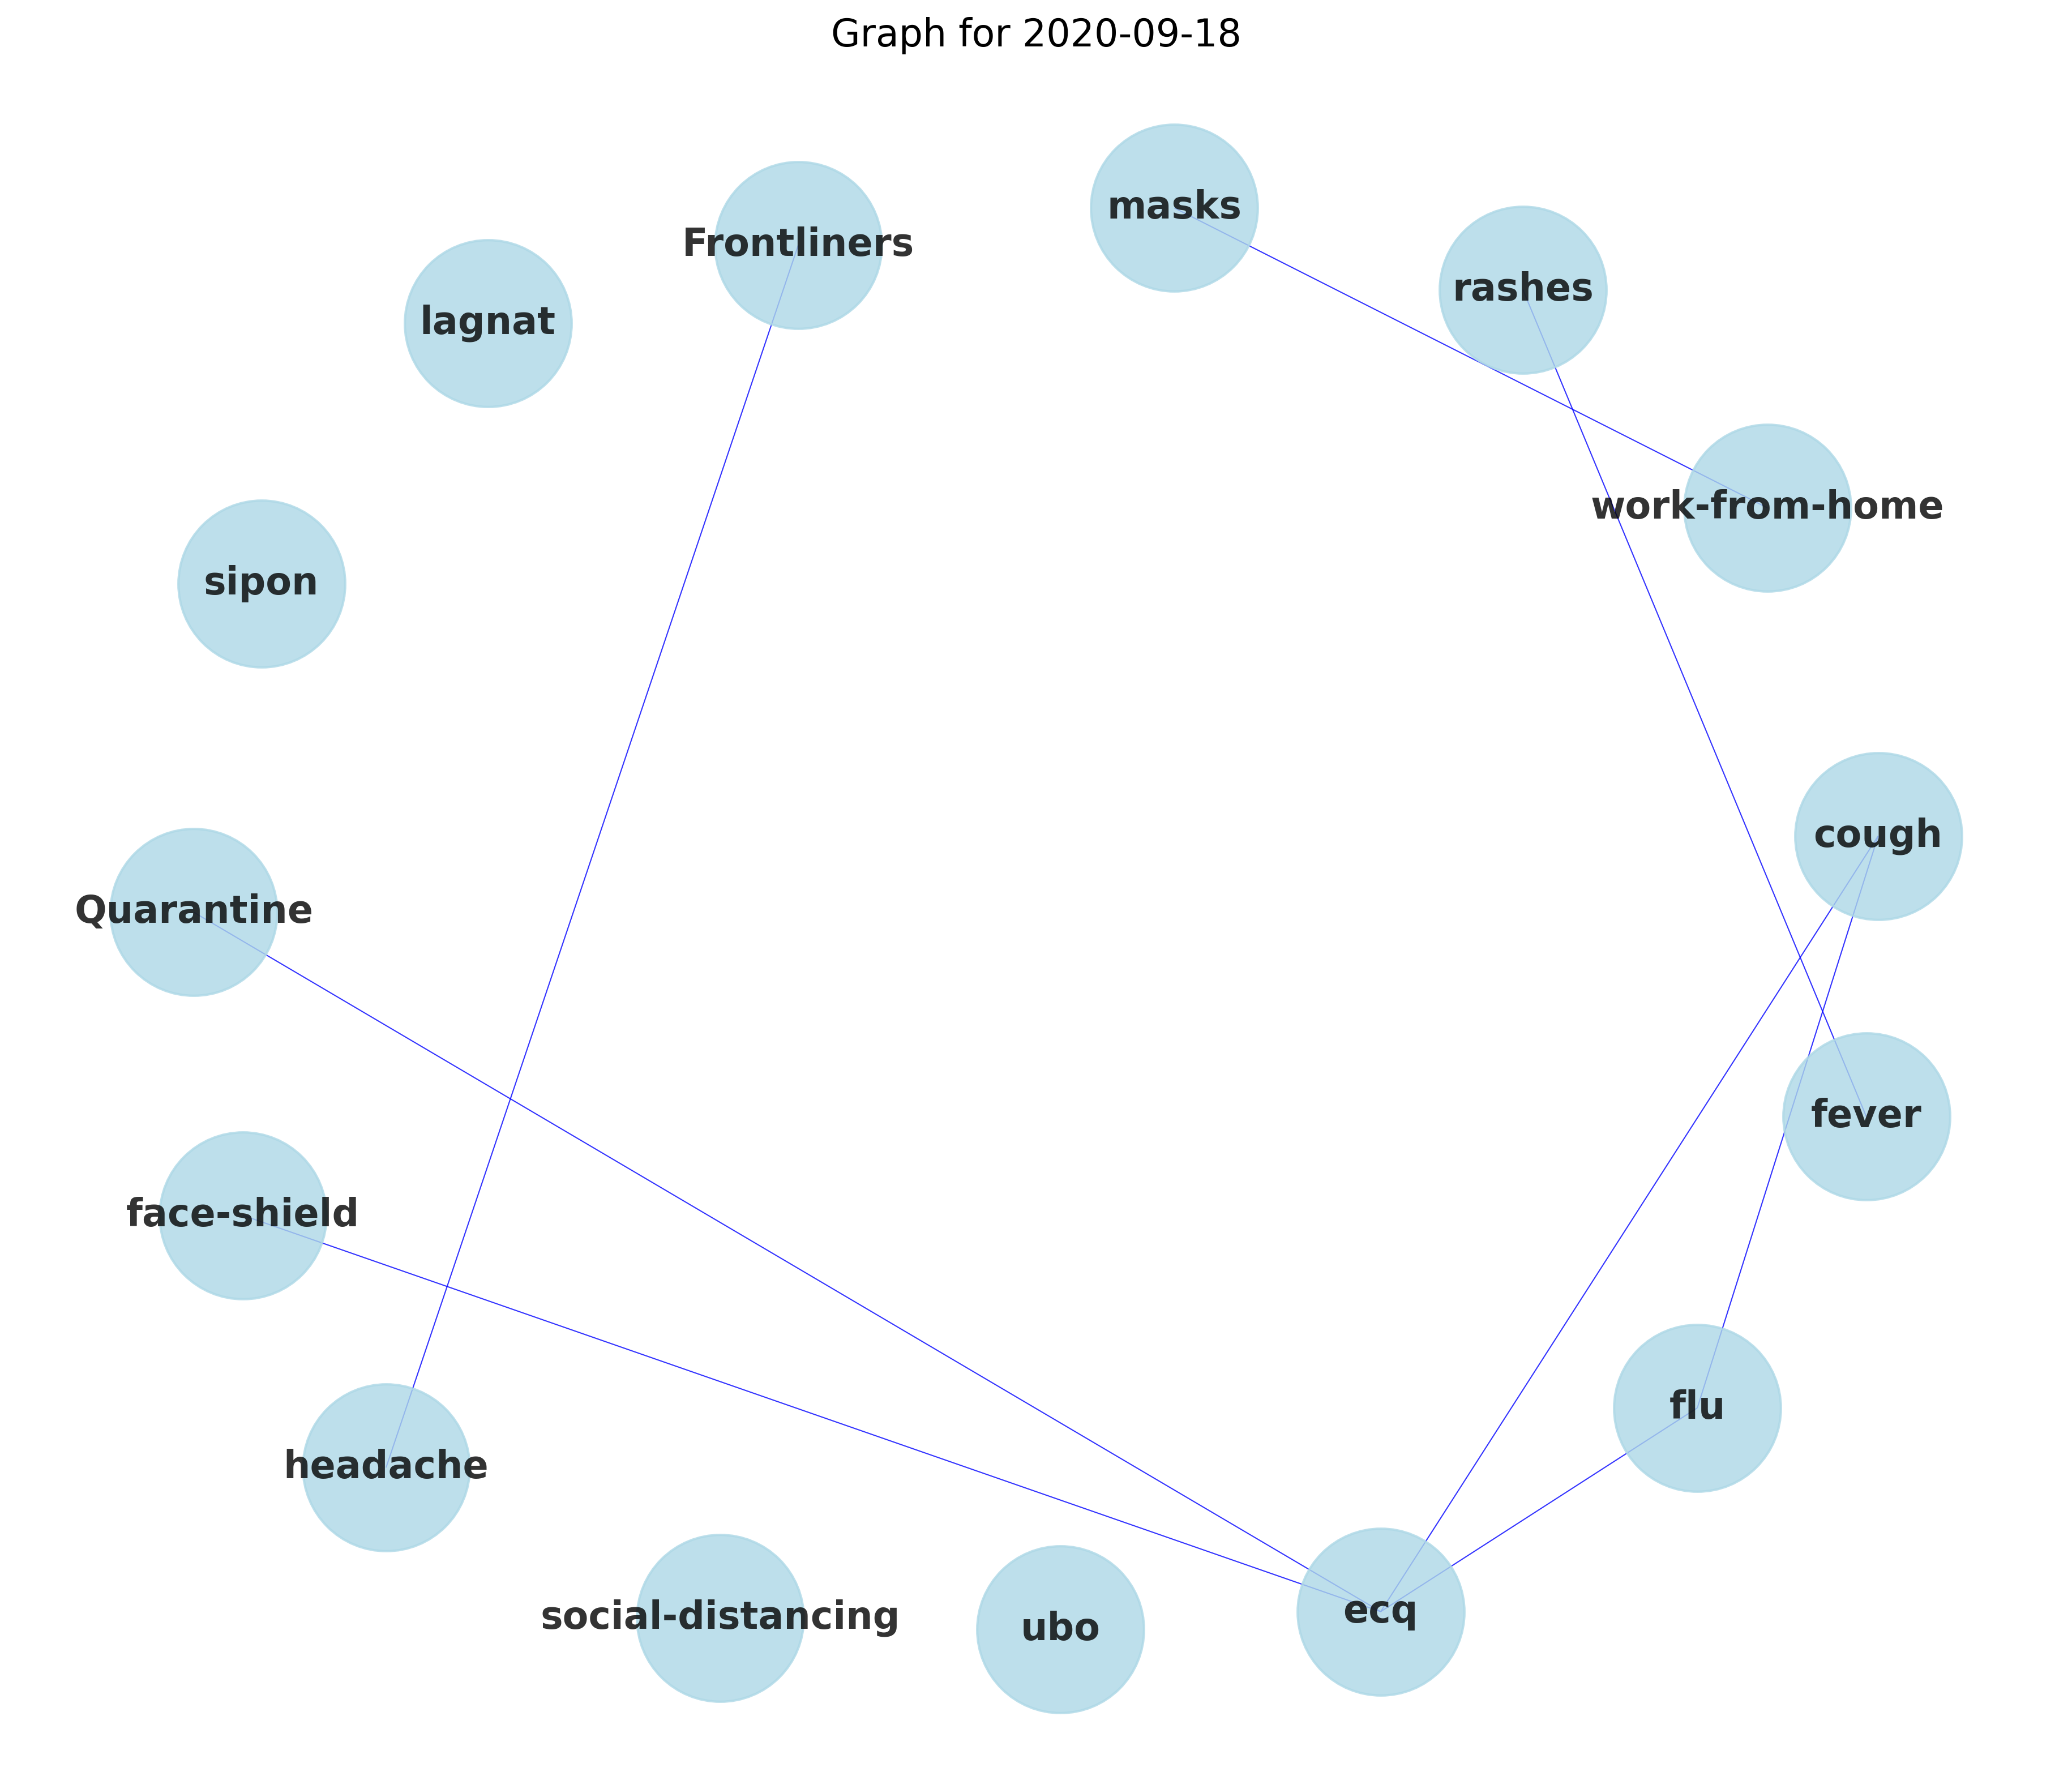 Graph for 2020-09-18
masks
Frontliners
rashes
lagnat
work-from-home
sipon
cough
Quarantine
fever
face-shield
flu
headache
ecq
social-distancing
ubo